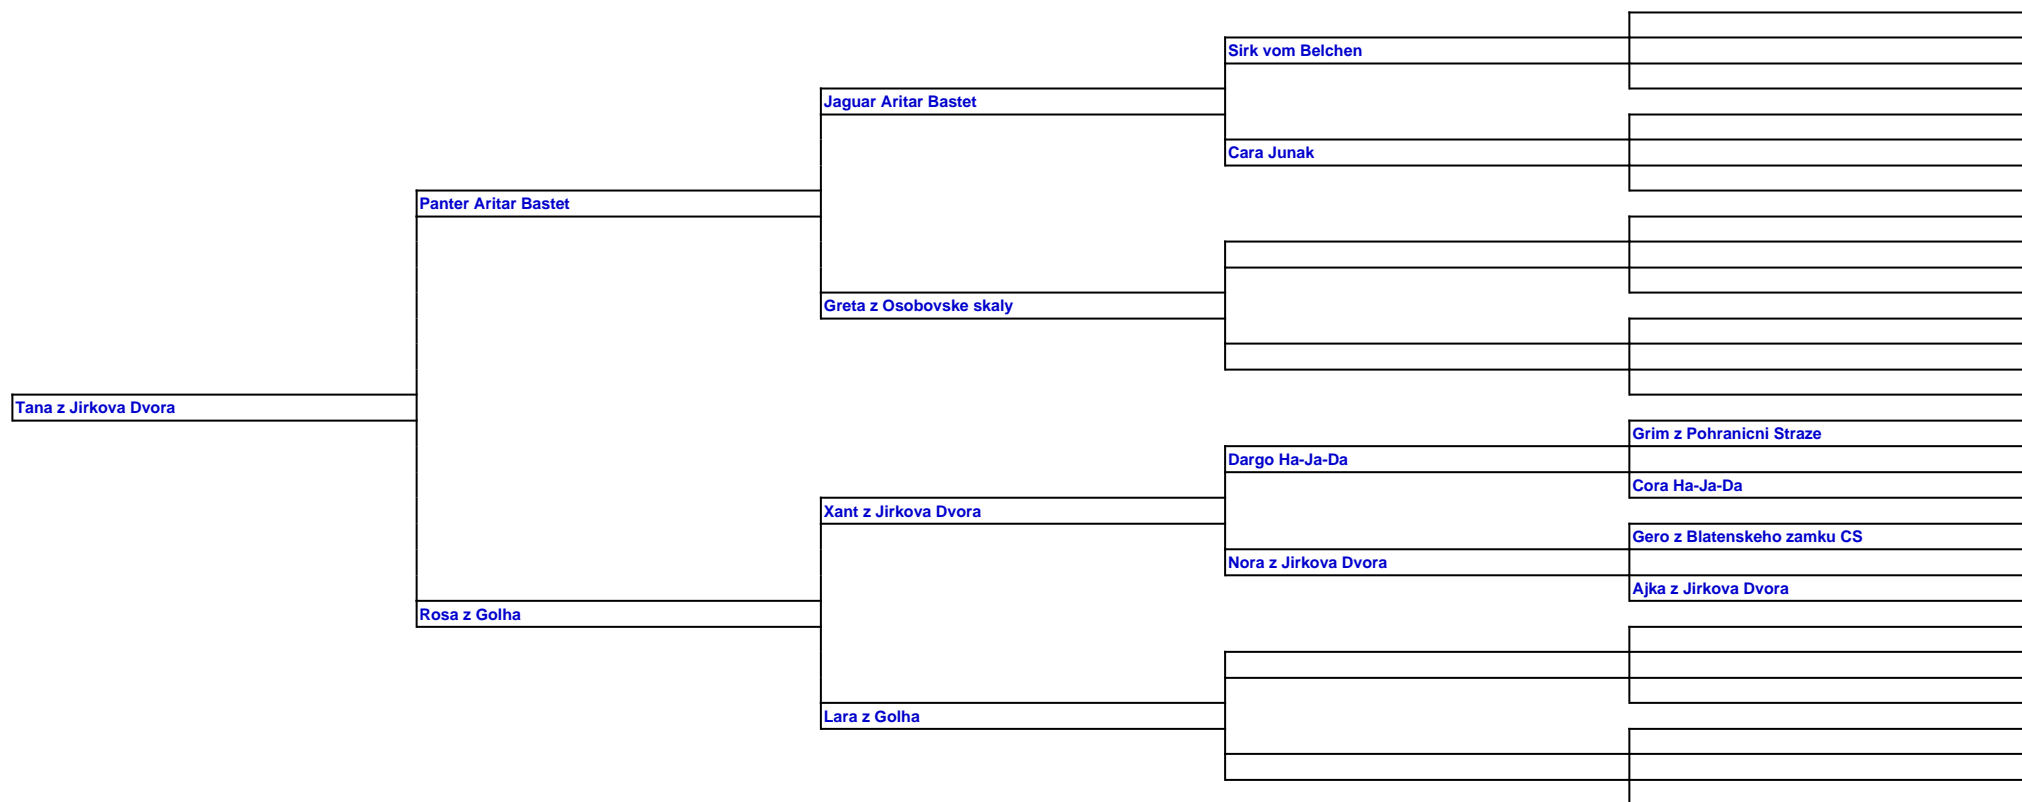 Sirk vom Belchen
Jaguar Aritar Bastet
Cara Junak
Panter Aritar Bastet
Greta z Osobovske skaly
Tana z Jirkova Dvora
Grim z Pohranicni Straze
Dargo Ha-Ja-Da
Cora Ha-Ja-Da
Xant z Jirkova Dvora
Gero z Blatenskeho zamku CS
Nora z Jirkova Dvora
Ajka z Jirkova Dvora
Rosa z Golha
Lara z Golha